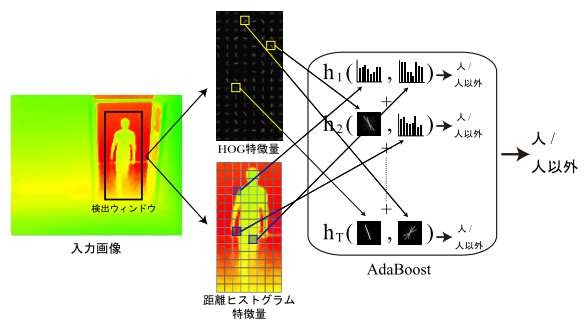 検出ウィンドウ
入力画像
HOG特徴量
距離ヒストグラム
特徴量
h1( , ) 人 /
人以外
+
h2( , ) 人 /
人以外
+
+
hT( , ) 人 /
人以外
AdaBoost
人 /
人以外